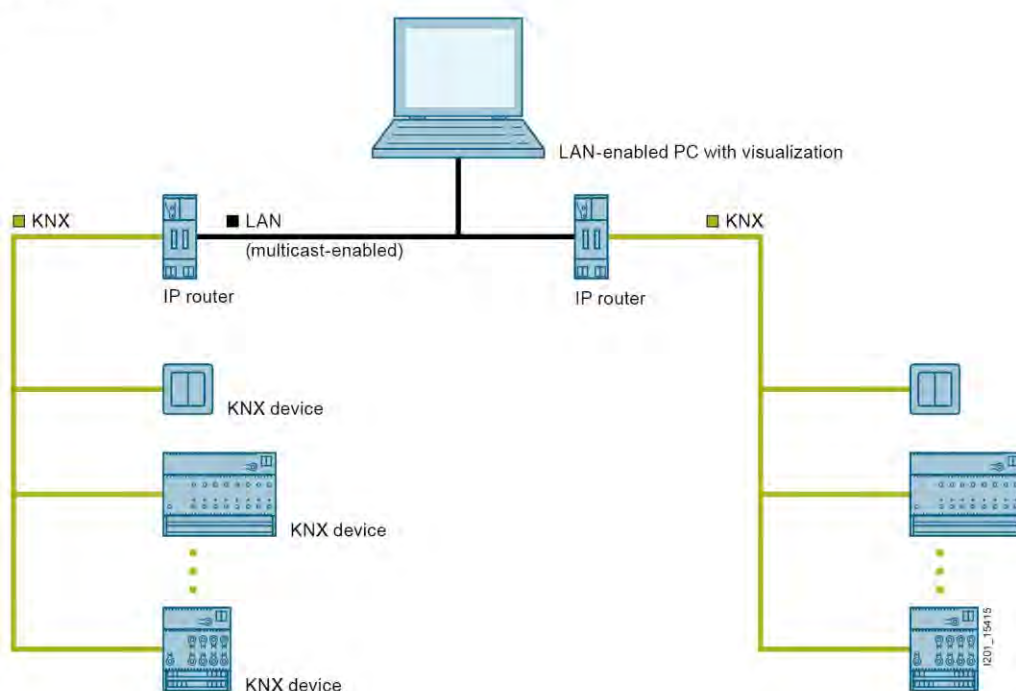 LAN-enabled PC with visualization
KNX
LAN
KNX
(multicast-enabled)
IP router
IP router
KNX device
KNX device
KNX device
I201_15415